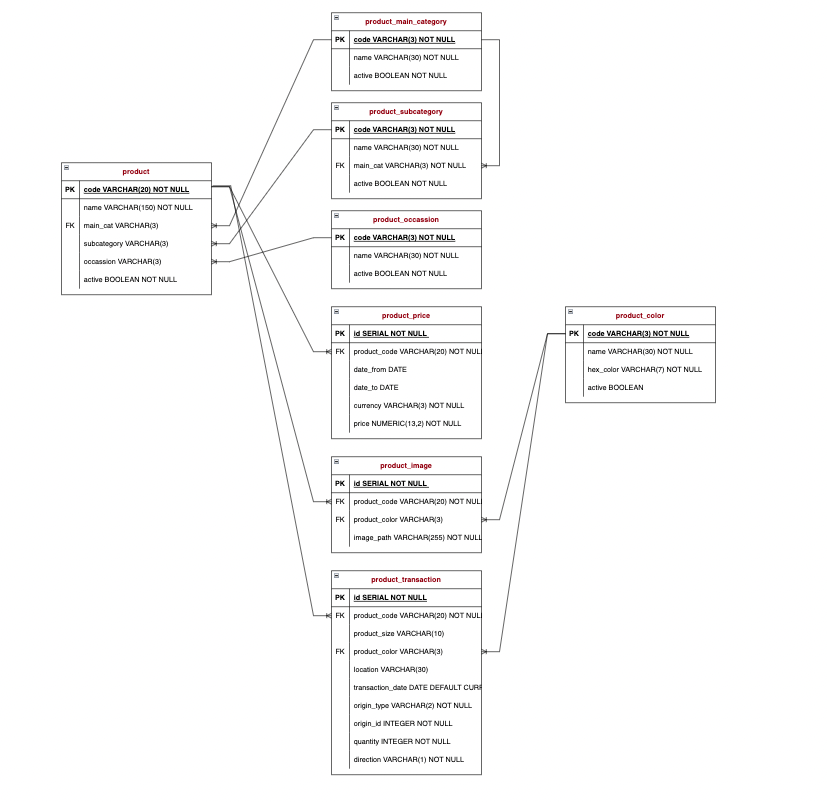 product_main_category
PK code VARCHAR(3) NOT NULL
name VARCHAR(30) NOT NULL
active BOOLEAN NOT NULL
product_subcategory
PK code VARCHAR(3) NOT NULL
name VARCHAR(30) NOT NULL
FK main_cat VARCHAR(3) NOT NULL
active BOOLEAN NOT NULL
product
PK code VARCHAR(20) NOT NULL
name VARCHAR(150) NOT NULL
FK main_cat VARCHAR(3)
subcategory VARCHAR(3)
occassion VARCHAR(3)
active BOOLEAN NOT NULL
product_occassion
PK code VARCHAR(3) NOT NULL
name VARCHAR(30) NOT NULL
active BOOLEAN NOT NULL
product_price
PK id SERIAL NOT NULL
FK product_code VARCHAR(20) NOT NULL
date_from DATE
date_to DATE
currency VARCHAR(3) NOT NULL
price NUMERIC(13,2) NOT NULL
product_color
PK code VARCHAR(3) NOT NULL
name VARCHAR(30) NOT NULL
hex_color VARCHAR(7) NOT NULL
active BOOLEAN
product_image
PK id SERIAL NOT NULL
FK product_code VARCHAR(20) NOT NULL
FK product_color VARCHAR(3)
image_path VARCHAR(255) NOT NULL
product_transaction
PK id SERIAL NOT NULL
FK product_code VARCHAR(20) NOT NULL
product_size VARCHAR(10)
FK product_color VARCHAR(3)
location VARCHAR(30)
transaction_date DATE DEFAULT CURR
origin_type VARCHAR(2) NOT NULL
origin_id INTEGER NOT NULL
quantity INTEGER NOT NULL
direction VARCHAR(1) NOT NULL